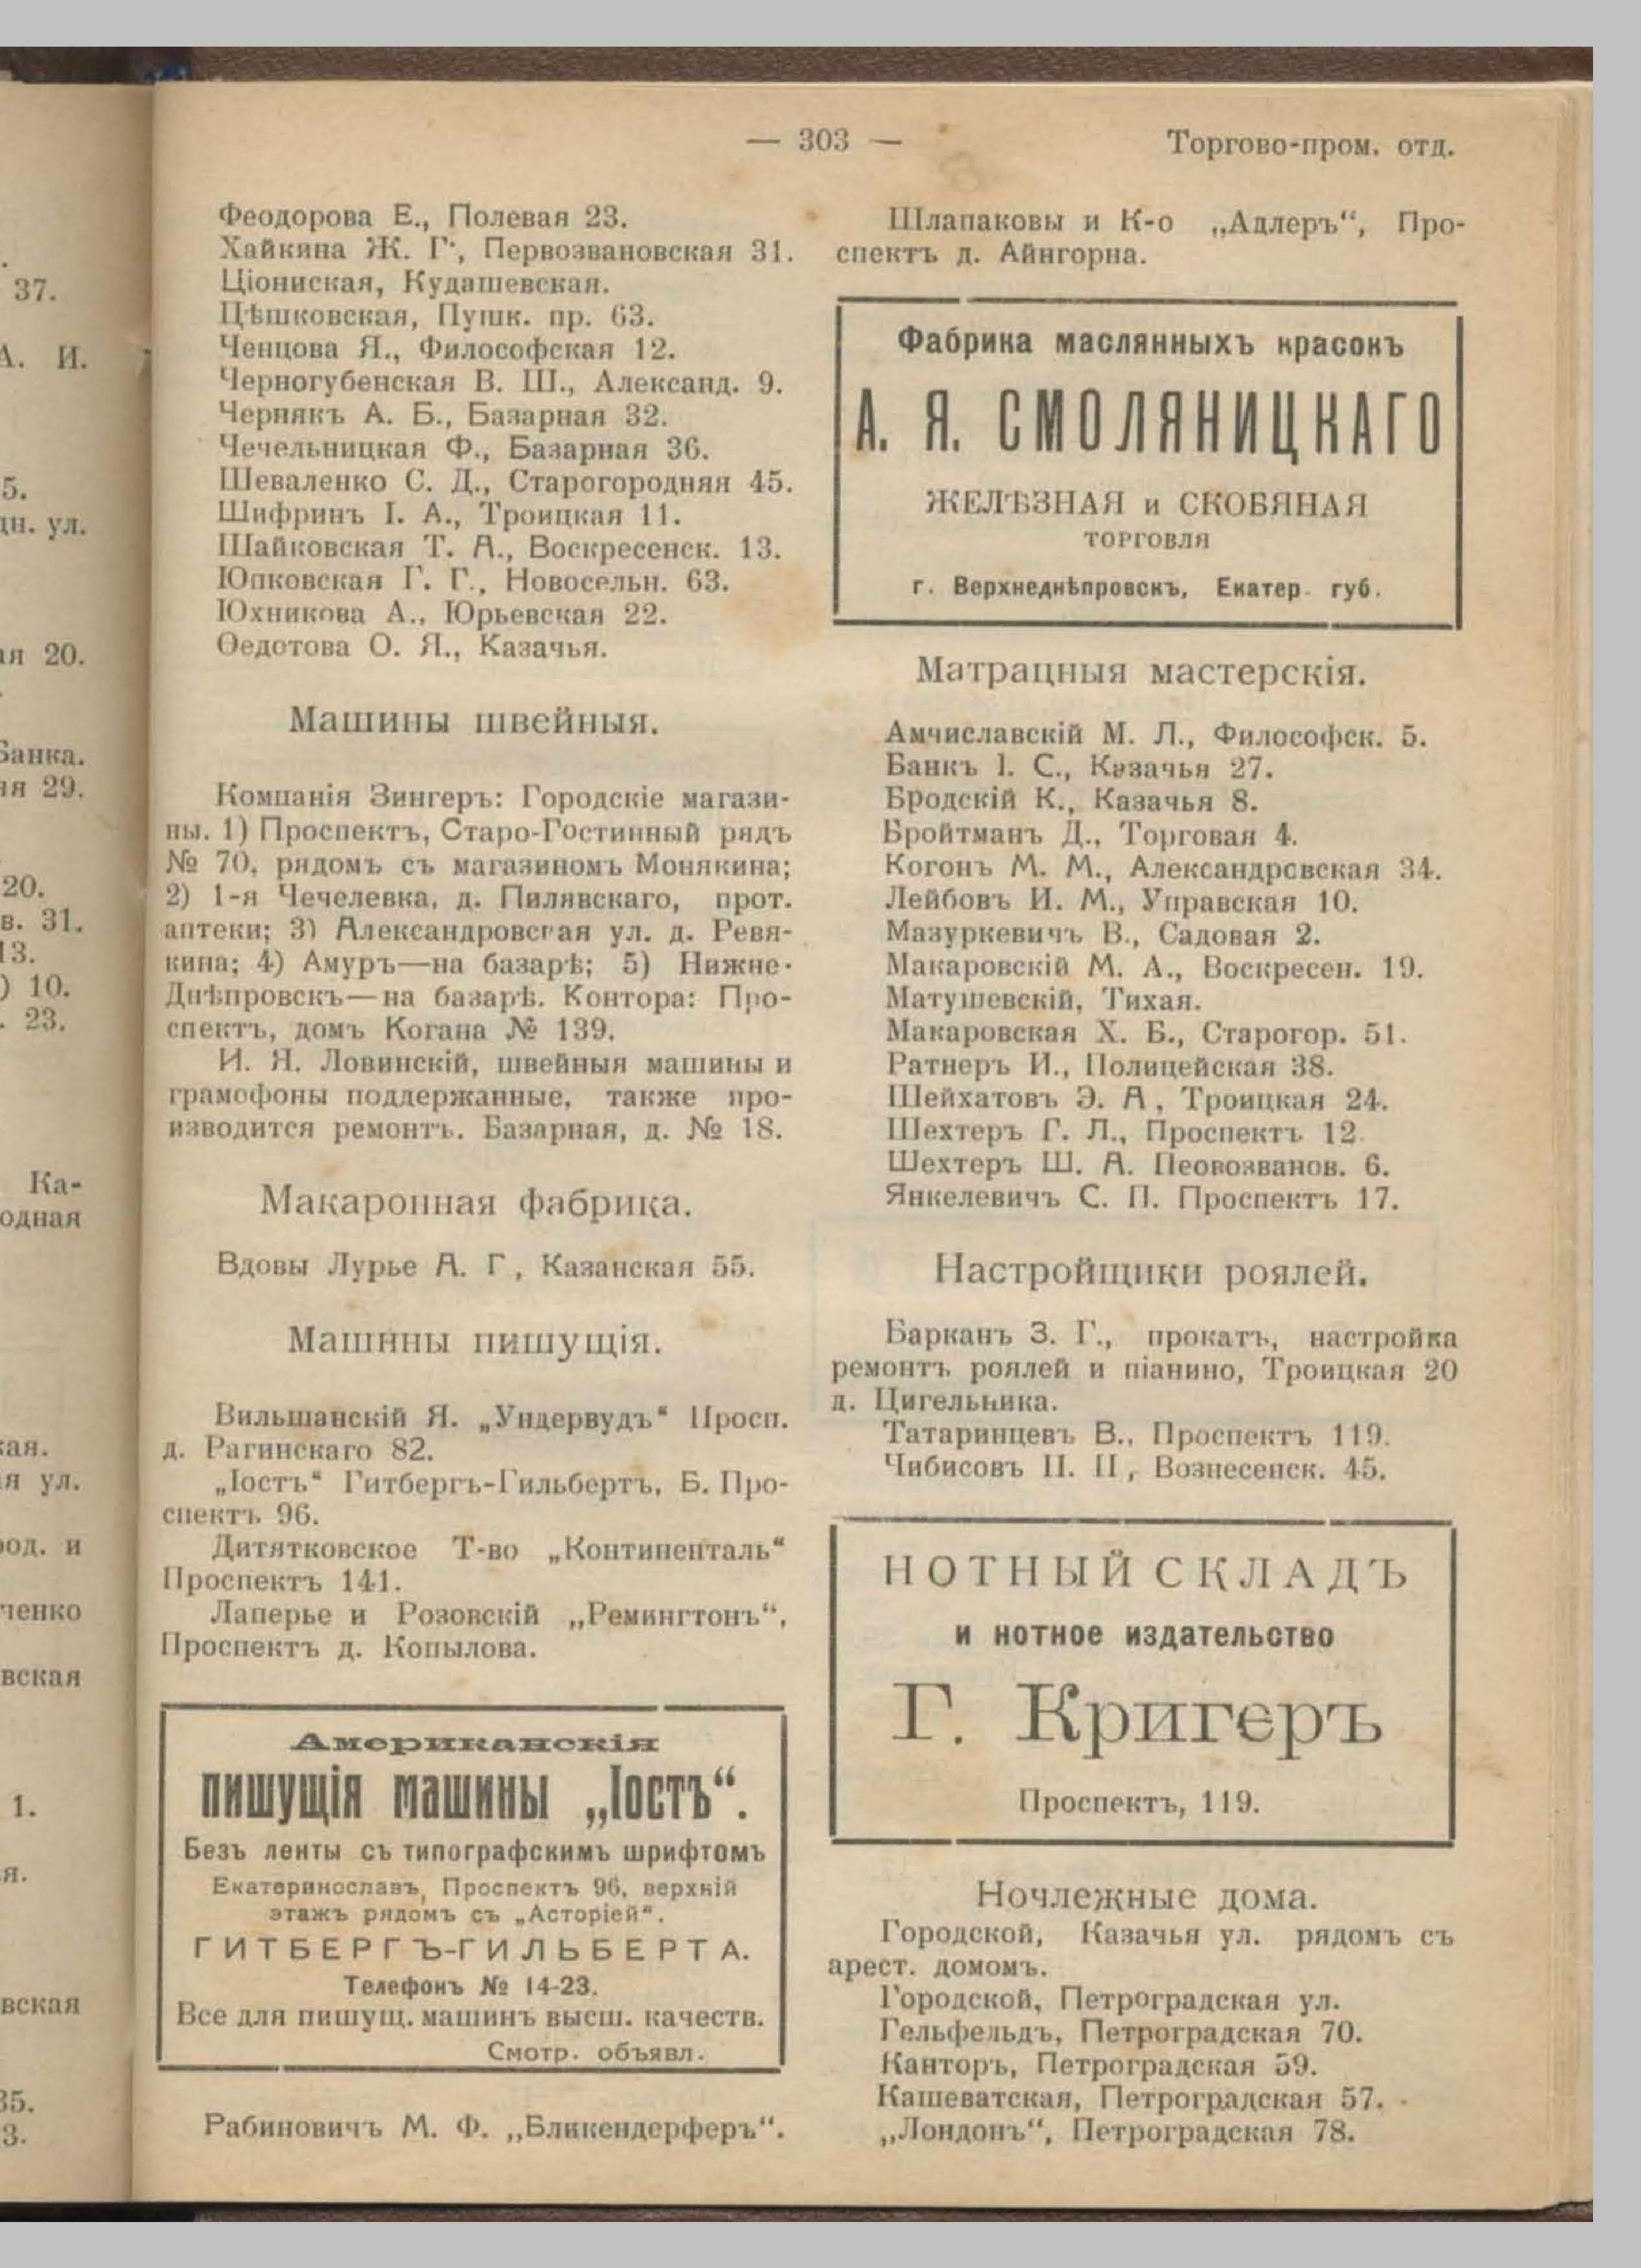 — 303 —
Торгово-пром. отд.
Феодорова Е., Полевая 23.
Хайкина Ж. Г., Первозвановская 31.
Ціониская, Кудашевская.
Цѣшковская, Пушк. пр. 63.
Ченцова Я., Философская 12.
Черногубенская В. Ш., Александ. 9.
Чернякъ А. Б., Базарная 32.
Чечельницкая Ф., Базарная 36.
Шеваленко С. Д., Старогородняя 45.
Шифринъ І. А., Троицкая 11.
Шайковская Т. А., Воскресенск. 13.
Юпковская Г. Г., Новосельн. 63.
Юхникова А., Юрьевская 22.
Ѳедотова О. Я., Казачья.
Машины швейныя.
Компанія Зингеръ: Городскіе магази-
ны. 1) Проспектъ, Старо-Гостинный рядъ
№ 70, рядомъ съ магазиномъ Монякина;
2) 1-я Чечелевка, д. Пилявскаго, прот.
аптеки; 3) Александровская ул. д. Ревя-
кина; 4) Амуръ—на базарѣ; 5) Нижне-
Днѣпровскъ—на базарѣ. Контора: Про-
спектъ, домъ Когана № 139.
И. Я. Ловинскій, швейныя машины и
грамофоны поддержанные, также про-
изводится ремонтъ. Базарная, д. № 18.
Макаронная фабрика.
Вдовы Лурье А. Г, Казанская 55.
Машины пишущія.
Вильшанскій Я. „Ундервудъ“ Просп.
д. Рагинскаго 82.
„Іостъ“ Гитбергъ-Гильбертъ, Б. Про-
спектъ 96.
Дитятковское Т-во „Континенталь“
Проспектъ 141.
Лаперье и Розовскій „Ремингтонъ“,
Проспектъ д. Копылова.
Американскія
пишущія машины „Іостъ“.
Безъ ленты съ типографскимъ шрифтомъ
Екатеринославъ, Проспектъ 96, верхній
этажъ рядомъ съ „Асторіей“.
ГИТБЕРГЪ-ГИЛЬБЕРТА.
Телефонъ № 14-23.
Все для пишущ. машинъ высш. качеств.
Смотр. объявл.
Рабиновичъ М. Ф. „Бликендерферъ“.
Шлапаковы и К-о „Адлеръ“, Про-
спектъ д. Айнгорна.
Фабрика маслянныхъ красокъ
А. Я. СМОЛЯНИЦКАГО
ЖЕЛѢЗНАЯ и СКОБЯНАЯ
ТОРГОВЛЯ
г. Верхнеднѣпровскъ, Екатер. губ.
Матрацныя мастерскія.
Амчиславскій М. Л., Философск. 5.
Банкъ І. С., Казачья 27.
Бродскій К., Казачья 8.
Бройтманъ Д., Торговая 4.
Когонъ М. М., Александровская 34.
Лейбовъ И. М., Управская 10.
Мазуркевичъ В., Садовая 2.
Макаровскій М. А., Воскресен. 19.
Матушевскій, Тихая.
Макаровская Х. Б., Старогор. 51.
Ратнеръ И., Полицейская 38.
Шейхатовъ Э. А, Троицкая 24.
Шехтеръ Г. Л., Проспектъ 12.
Шехтеръ Ш. А. Пеовозванов. 6.
Янкелевичъ С. П. Проспектъ 17.
Настройщики роялей.
Барканъ З. Г., прокатъ, настройка
ремонтъ роялей и піанино, Троицкая 20
д. Цигельника.
Татаринцевъ В., Проспектъ 119.
Чибисовъ П. П, Вознесенск. 45.
НОТНЫЙ СКЛАДЪ
и нотное издательство
Г. Кригеръ
Проспектъ, 119.
Ночлежные дома.
Городской, Казачья ул. рядомъ съ
арест. домомъ.
Городской, Петроградская ул.
Гельфельдъ, Петроградская 70.
Канторъ, Петроградская 59.
Кашеватская, Петроградская 57.
„Лондонъ“, Петроградская 78.